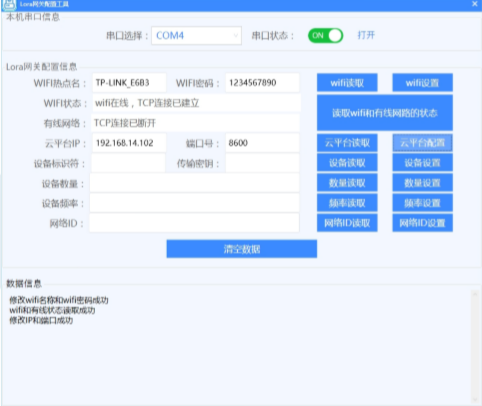 Lora网关配置工具
本机串口信息
串口选择： COM4 串口状态： ON 打开
Lora网关配置信息
WIFI热点名： TP-LINK_E6B3 WIFI密码： 1234567890 wifi读取 wifi设置
WIFI状态： wifi在线，TCP连接已建立 读取wifi和有线网络的状态
有线网络： TCP连接已断开
云平台IP： 192.168.14.102 端口号： 8600 云平台读取 云平台配置
设备标识符： 传输密钥： 设备读取 设备设置
设备数量： 数量读取 数量设置
设备频率： 频率读取 频率设置
网络ID： 网络ID读取 网络ID设置
清空数据
数据信息
修改wifi名称和wifi密码成功
wifi和有线状态读取成功
修改IP和端口成功